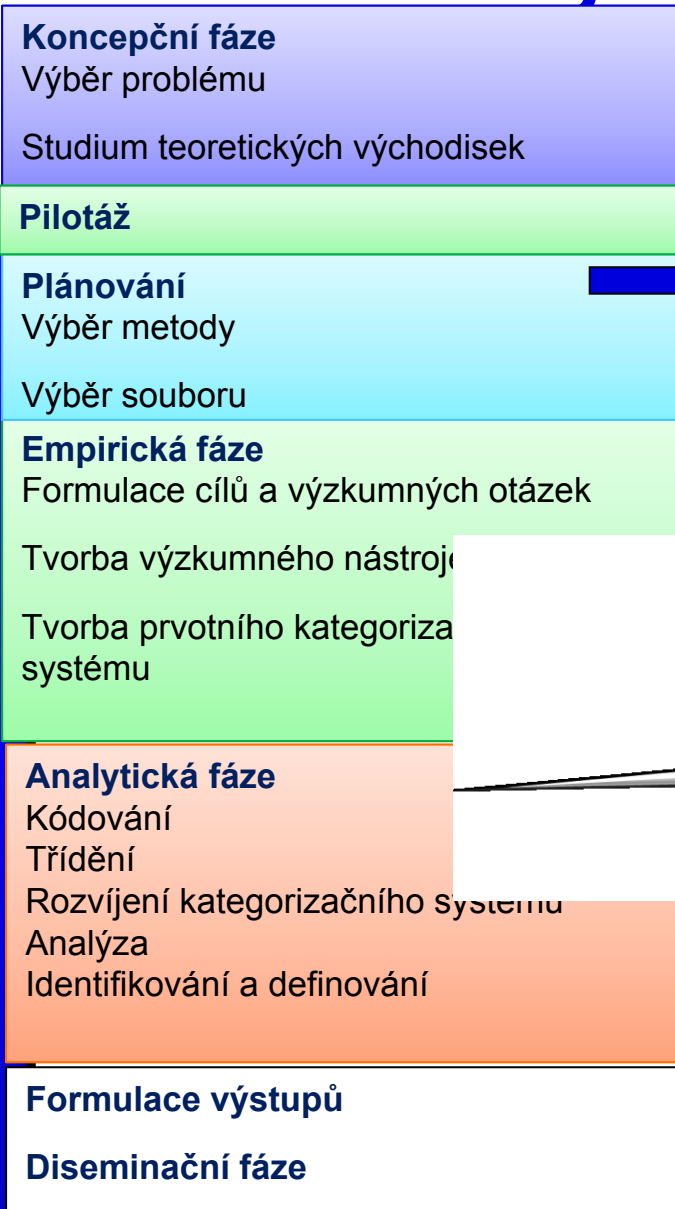 Koncepční fáze
Výběr problému
Studium teoretických východisek
Pilotáž
Plánování
Výběr metody
Výběr souboru
Empirická fáze
Formulace cílů a výzkumných otázek
Tvorba výzkumného nástroje
Tvorba prvotního kategoriza
systému
Analytická fáze
Kódování
Třídění
Rozvíjení kategorizačního systému
Analýza
Identifikování a definování
Formulace výstupů
Diseminační fáze